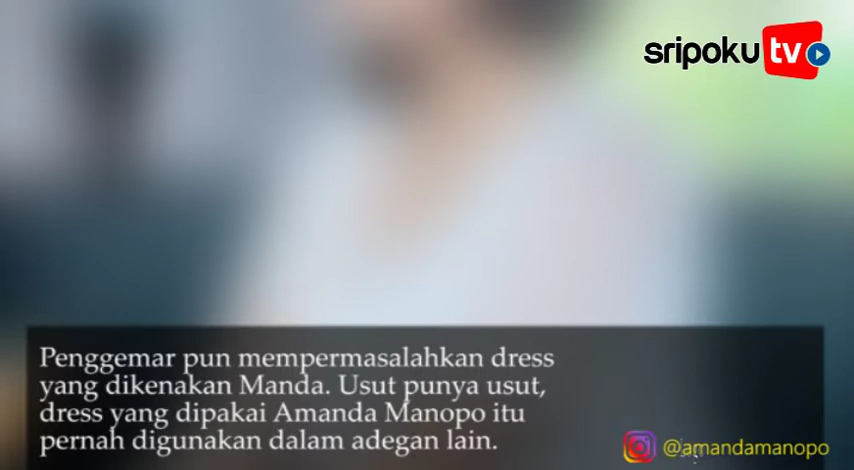 sripoku tv
Penggemar pun mempermasalahkan dress
yang dikenakan Manda. Usut punya usut,
dress yang dipakai Amanda Manopo itu
pernah digunakan dalam adegan lain.
@amandamanopo